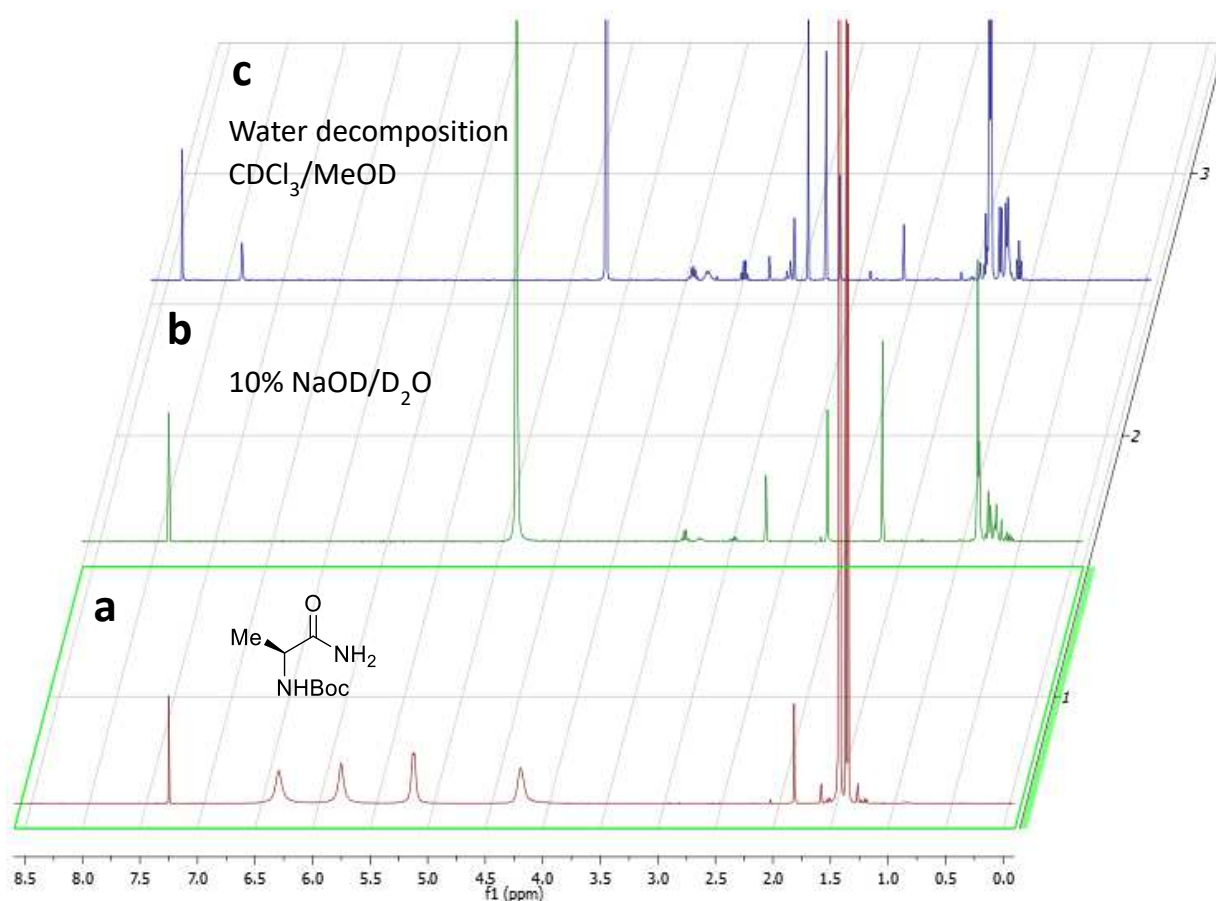 c
Water decomposition
CDCl₃/MeOD
3
b
10% NaOD/D₂O
2
a
O
Me
NH₂
NHBoc
1
8.5 8.0 7.5 7.0 6.5 6.0 5.5 5.0 4.5 4.0 3.5 3.0 2.5 2.0 1.5 1.0 0.5 0.0
f1 (ppm)